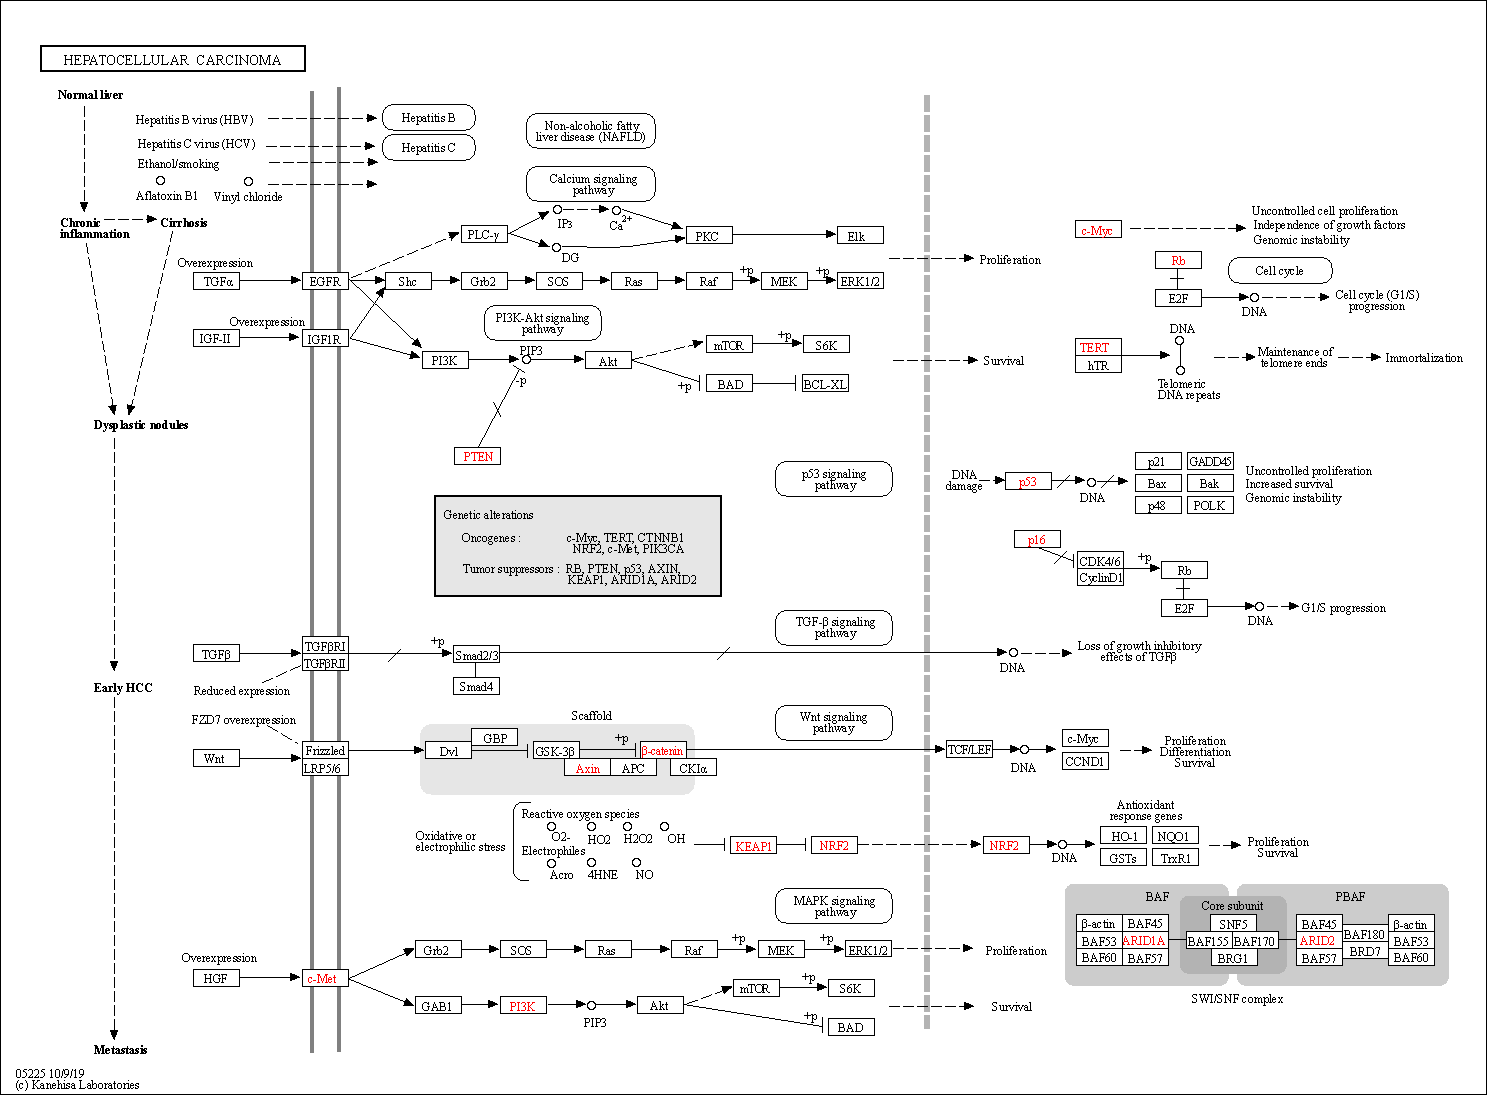 HEPATOCELLULAR CARCINOMA
Normal liver
Hepatitis B virus (HBV)
Hepatitis B
Hepatitis C virus (HCV)
Hepatitis C
Ethanol/smoking
Aflatoxin B1
Vinyl chloride
Non-alcoholic fatty
liver disease (NAFLD)
Calcium signaling
pathway
Chronic
inflammation
Cirrhosis
IP3
Ca2+
PLC-γ
DG
PKC
Elk
Overexpression
TGFα
EGFR
Shc
Grb2
SOS
Ras
Raf
+p
MEK
+p
ERK1/2
Proliferation
Overexpression
IGF-II
IGF1R
PI3K-Akt signaling
pathway
PI3K
PIP3
-p
Akt
mTOR
+p
S6K
+p
BAD
BCL-XL
Survival
PTEN
c-Myc
Uncontrolled cell proliferation
Independence of growth factors
Genomic instability
Rb
E2F
Cell cycle
DNA
Cell cycle (G1/S)
progression
TERT
hTR
DNA
Telomeric
DNA repeats
Maintenance of
telomere ends
Immortalization
Dysplastic nodules
p53 signaling
pathway
DNA
damage
p53
DNA
p21
GADD45
Bax
Bak
p48
POLK
Uncontrolled proliferation
Increased survival
Genomic instability
Genetic alterations
Oncogenes : c-Myc, TERT, CTNNB1
NRF2, c-Met, PIK3CA
Tumor suppressors : RB, PTEN, p53, AXIN,
KEAP1, ARID1A, ARID2
p16
CDK4/6
CyclinD1
+p
Rb
E2F
DNA
G1/S progression
TGF-β signaling
pathway
TGFβ
TGFβRI
TGFβRII
+p
Smad2/3
Smad4
DNA
Loss of growth inhibitory
effects of TGFβ
Reduced expression
Early HCC
FZD7 overexpression
Wnt
Frizzled
LRP5/6
Scaffold
Dvl
GBP
GSK-3β
+p
β-catenin
Axin
APC
CKIα
Wnt signaling
pathway
TCF/LEF
DNA
c-Myc
CCND1
Proliferation
Differentiation
Survival
Oxidative or
electrophilic stress
Reactive oxygen species
O2-
HO2
H2O2
OH
Electrophiles
Acro
4HNE
NO
KEAP1
NRF2
NRF2
DNA
Antioxidant
response genes
HO-1
NQO1
GSTs
TrxR1
Proliferation
Survival
MAPK signaling
pathway
Overexpression
HGF
c-Met
Grb2
SOS
Ras
Raf
+p
MEK
+p
ERK1/2
Proliferation
GAB1
PI3K
PIP3
Akt
mTOR
+p
S6K
+p
BAD
Survival
BAF
Core subunit
PBAF
β-actin
BAF45
SNF5
BAF45
β-actin
BAF53
ARID1A
BAF155
BAF170
ARID2
BAF180
BAF53
BAF60
BAF57
BRG1
BAF57
BRD7
BAF60
SWI/SNF complex
Metastasis
05225 10/9/19
(c) Kanehisa Laboratories